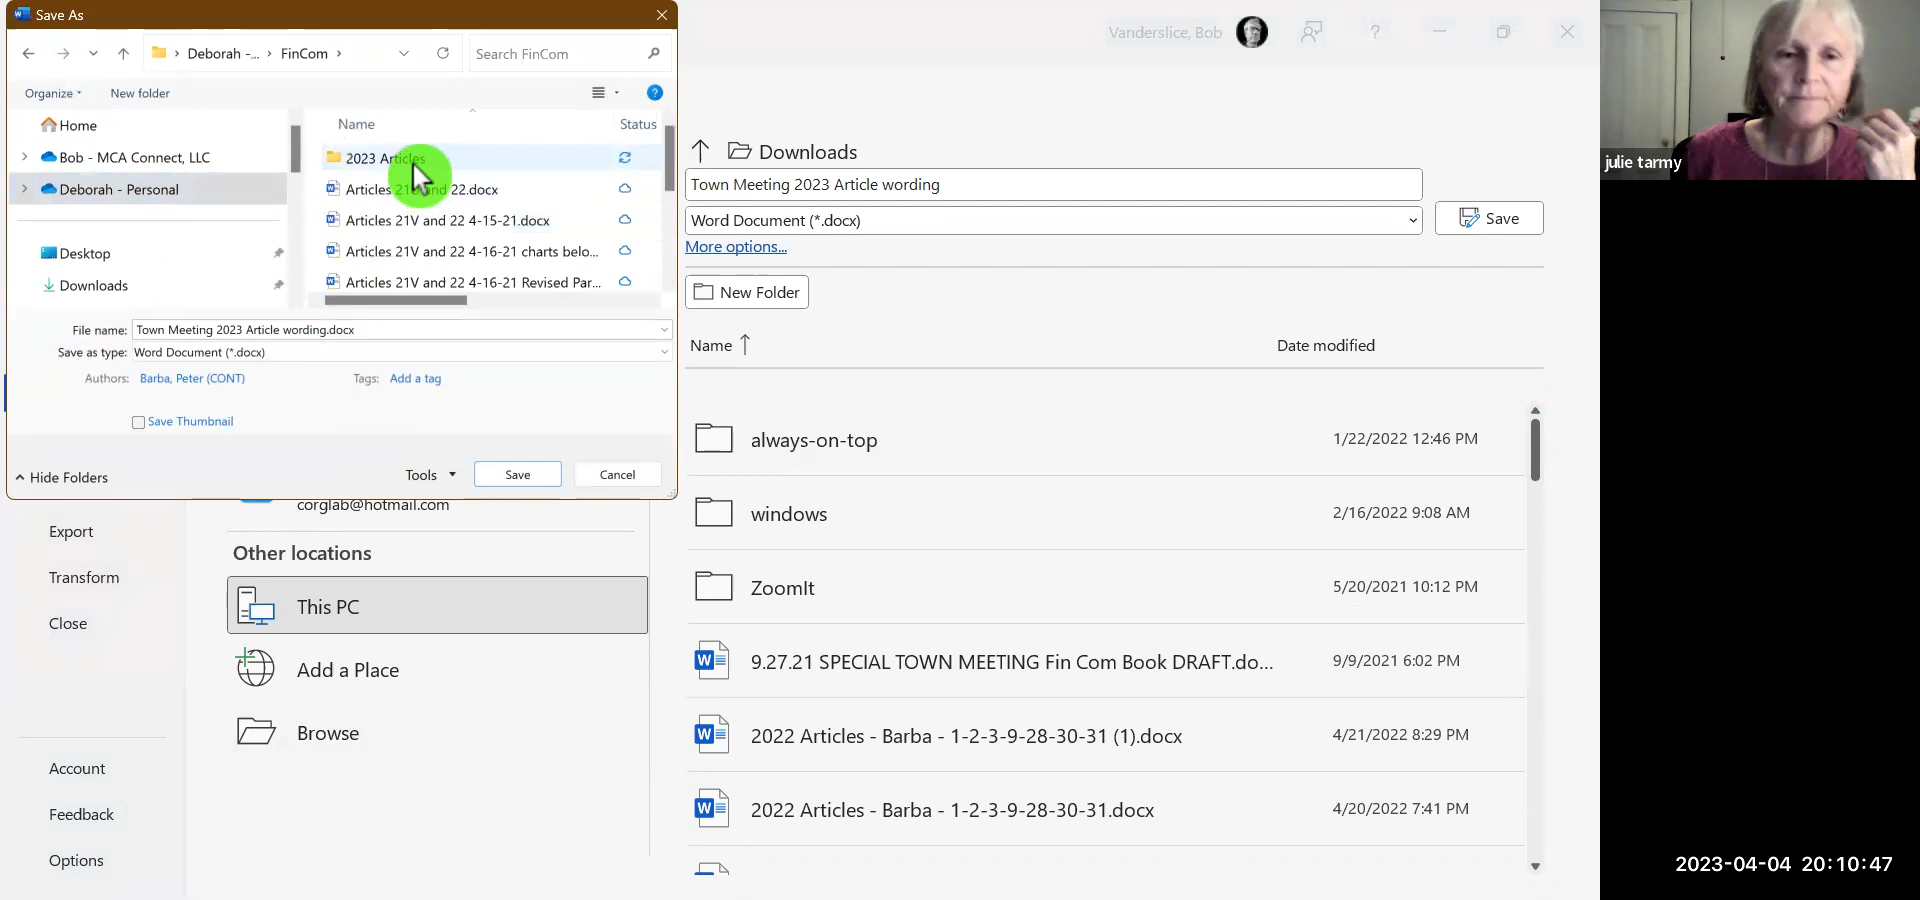 Save As
Vanderslice, Bob
?
Deborah -... > FinCom >
Search FinCom
Organize
New folder
?
Home
Bob - MCA Connect, LLC
Deborah - Personal
Desktop
Downloads
Name
Status
2023 Articles
Articles 21 and 22.docx
Articles 21V and 22 4-15-21.docx
Articles 21V and 22 4-16-21 charts belo...
Articles 21V and 22 4-16-21 Revised Par...
File name: Town Meeting 2023 Article wording.docx
Save as type: Word Document (*.docx)
Authors: Barba, Peter (CONT)
Tags: Add a tag
Save Thumbnail
Hide Folders
Tools
Save
Cancel
Downloads
Town Meeting 2023 Article wording
Word Document (*.docx)
Save
More options...
New Folder
Name
Date modified
always-on-top 1/22/2022 12:46 PM
windows 2/16/2022 9:08 AM
ZoomIt 5/20/2021 10:12 PM
9.27.21 SPECIAL TOWN MEETING Fin Com Book DRAFT.do... 9/9/2021 6:02 PM
2022 Articles - Barba - 1-2-3-9-28-30-31 (1).docx 4/21/2022 8:29 PM
2022 Articles - Barba - 1-2-3-9-28-30-31.docx 4/20/2022 7:41 PM
corglab@hotmail.com
Other locations
This PC
Add a Place
Browse
Export
Transform
Close
Account
Feedback
Options
julie tarmy
2023-04-04 20:10:47